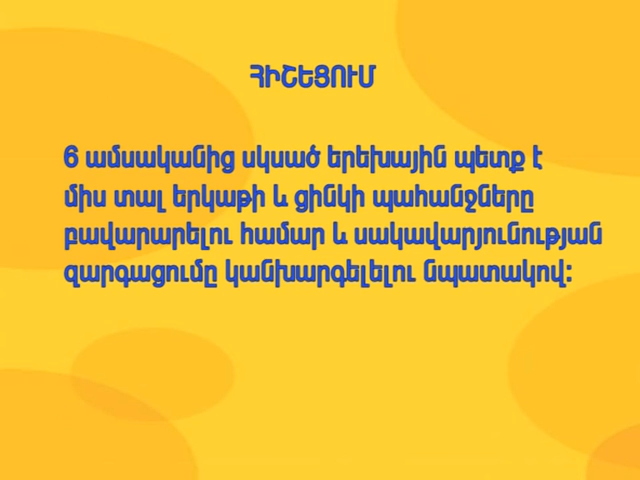 ՀԻՇԵՑՈՒՄ
6 ամսականից սկսած երեխային պետք է
միս տալ երկաթի և ցինկի պահանջները
բավարարելու համար և սակավարյունության
զարգացումը կանխարգելելու նպատակով: